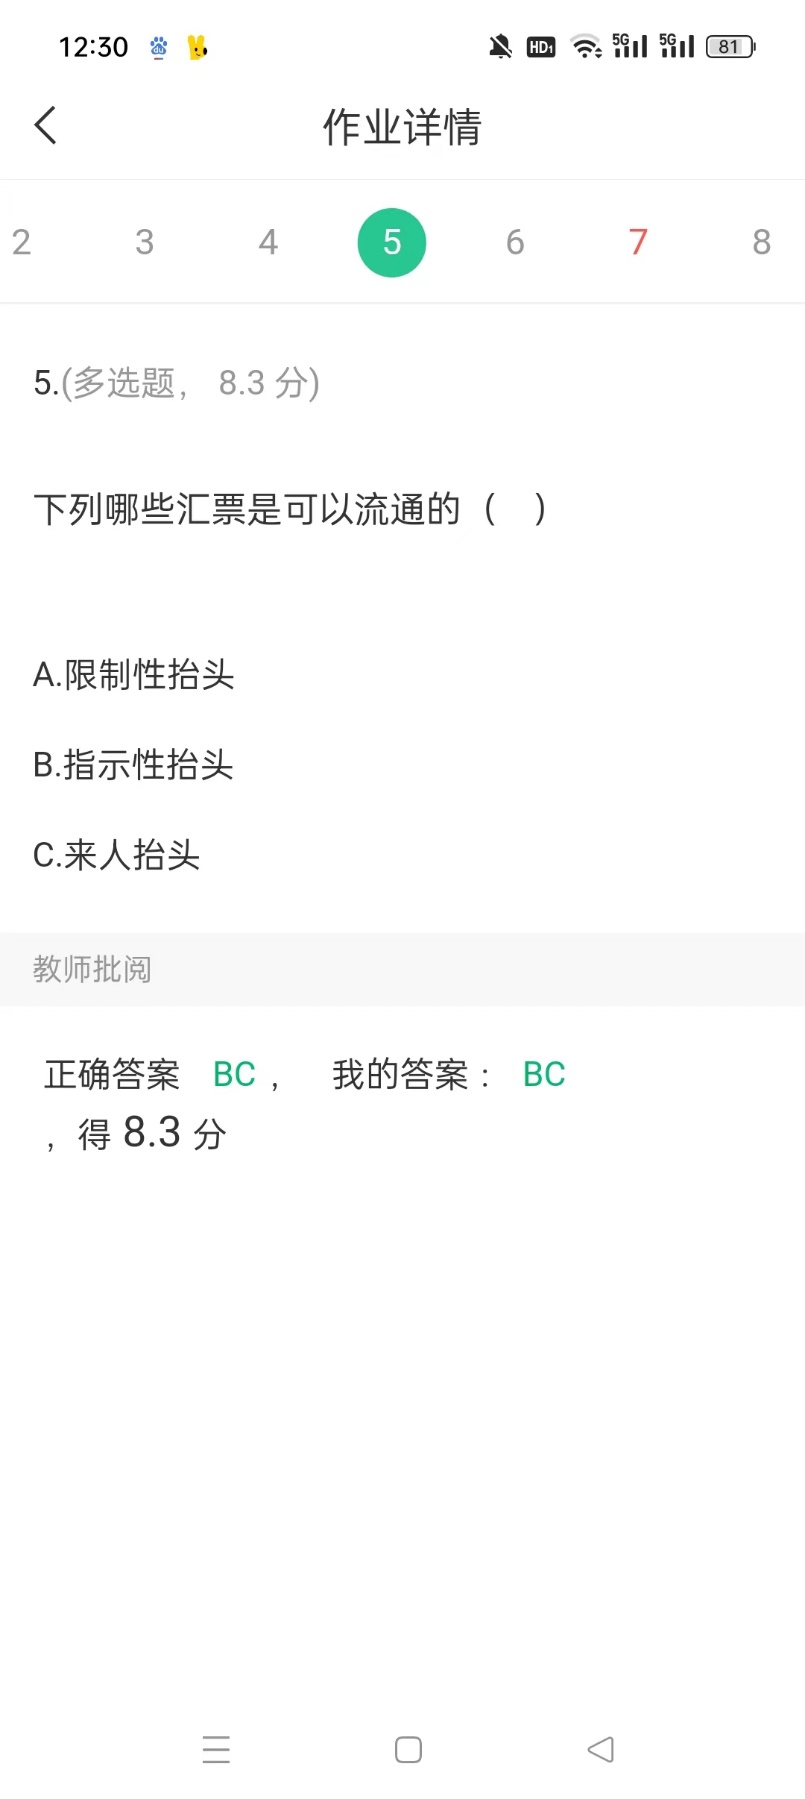 12:30 HD1 5G 5G 81
作业详情
2 3 4 5 6 7 8
5.(多选题, 8.3 分)
下列哪些汇票是可以流通的（ ）
A.限制性抬头
B.指示性抬头
C.来人抬头
教师批阅
正确答案 BC ， 我的答案： BC
，得 8.3 分